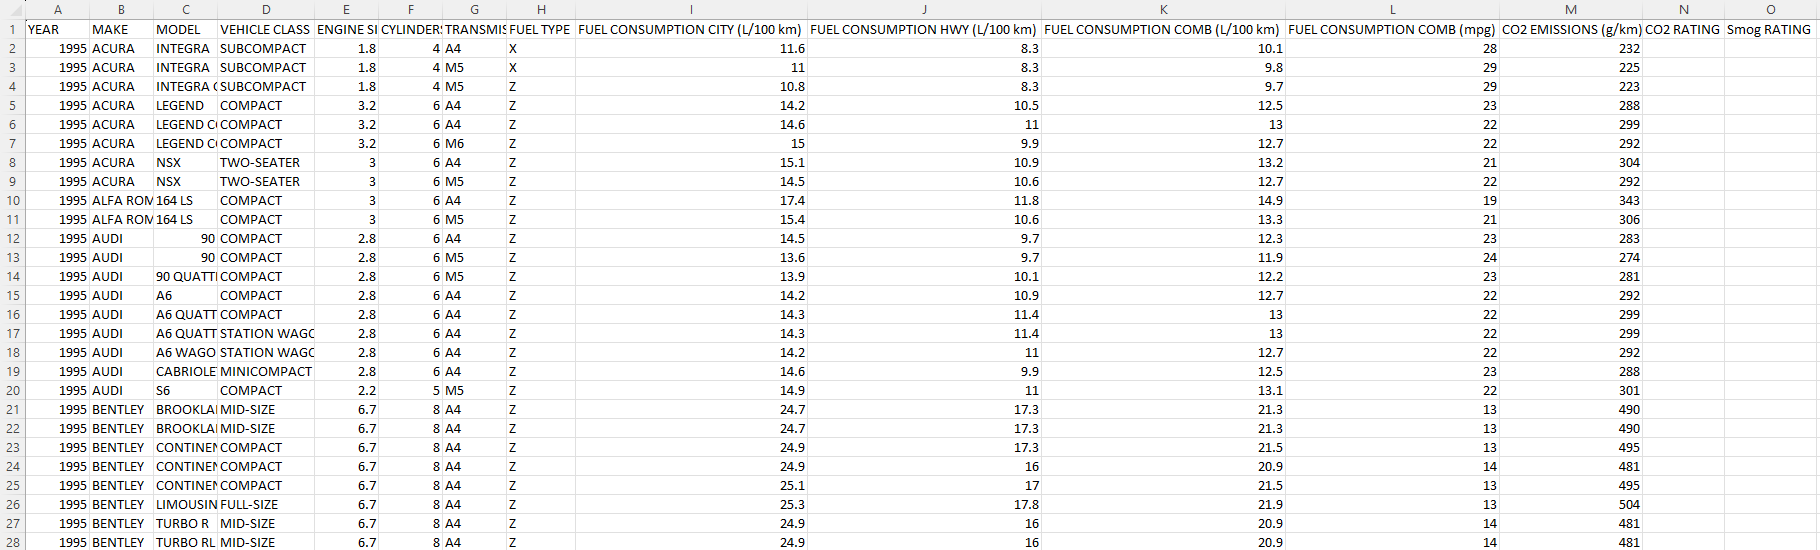 A B C D E F G H I J K L M N O
1 YEAR MAKE MODEL VEHICLE CLASS ENGINE SI CYLINDERS TRANSMIS FUEL TYPE FUEL CONSUMPTION CITY (L/100 km) FUEL CONSUMPTION HWY (L/100 km) FUEL CONSUMPTION COMB (L/100 km) FUEL CONSUMPTION COMB (mpg) CO2 EMISSIONS (g/km) CO2 RATING Smog RATING
2 1995 ACURA INTEGRA SUBCOMPACT 1.8 4 A4 X 11.6 8.3 10.1 28 232
3 1995 ACURA INTEGRA SUBCOMPACT 1.8 4 M5 X 11 8.3 9.8 29 225
4 1995 ACURA INTEGRA G SUBCOMPACT 1.8 4 M5 Z 10.8 8.3 9.7 29 223
5 1995 ACURA LEGEND COMPACT 3.2 6 A4 Z 14.2 10.5 12.5 23 288
6 1995 ACURA LEGEND CO COMPACT 3.2 6 A4 Z 14.6 11 13 22 299
7 1995 ACURA LEGEND CO COMPACT 3.2 6 M6 Z 15 9.9 12.7 22 292
8 1995 ACURA NSX TWO-SEATER 3 6 A4 Z 15.1 10.9 13.2 21 304
9 1995 ACURA NSX TWO-SEATER 3 6 M5 Z 14.5 10.6 12.7 22 292
10 1995 ALFA ROM 164 LS COMPACT 3 6 A4 Z 17.4 11.8 14.9 19 343
11 1995 ALFA ROM 164 LS COMPACT 3 6 M5 Z 15.4 10.6 13.3 21 306
12 1995 AUDI 90 COMPACT 2.8 6 A4 Z 14.5 9.7 12.3 23 283
13 1995 AUDI 90 COMPACT 2.8 6 M5 Z 13.6 9.7 11.9 24 274
14 1995 AUDI 90 QUATT COMPACT 2.8 6 M5 Z 13.9 10.1 12.2 23 281
15 1995 AUDI A6 COMPACT 2.8 6 A4 Z 14.2 10.9 12.7 22 292
16 1995 AUDI A6 QUATT COMPACT 2.8 6 A4 Z 14.3 11.4 13 22 299
17 1995 AUDI A6 QUATT STATION WAGO 2.8 6 A4 Z 14.3 11.4 13 22 299
18 1995 AUDI A6 WAGO STATION WAGO 2.8 6 A4 Z 14.2 11 12.7 22 292
19 1995 AUDI CABRIOLE MINICOMPACT 2.8 6 A4 Z 14.6 9.9 12.5 23 288
20 1995 AUDI S6 COMPACT 2.2 5 M5 Z 14.9 11 13.1 22 301
21 1995 BENTLEY BROOKLA MID-SIZE 6.7 8 A4 Z 24.7 17.3 21.3 13 490
22 1995 BENTLEY BROOKLA MID-SIZE 6.7 8 A4 Z 24.7 17.3 21.3 13 490
23 1995 BENTLEY CONTINEN COMPACT 6.7 8 A4 Z 24.9 17.3 21.5 13 495
24 1995 BENTLEY CONTINEN COMPACT 6.7 8 A4 Z 24.9 16 20.9 14 481
25 1995 BENTLEY CONTINEN COMPACT 6.7 8 A4 Z 25.1 17 21.5 13 495
26 1995 BENTLEY LIMOUSIN FULL-SIZE 6.7 8 A4 Z 25.3 17.8 21.9 13 504
27 1995 BENTLEY TURBO R MID-SIZE 6.7 8 A4 Z 24.9 16 20.9 14 481
28 1995 BENTLEY TURBO RL MID-SIZE 6.7 8 A4 Z 24.9 16 20.9 14 481